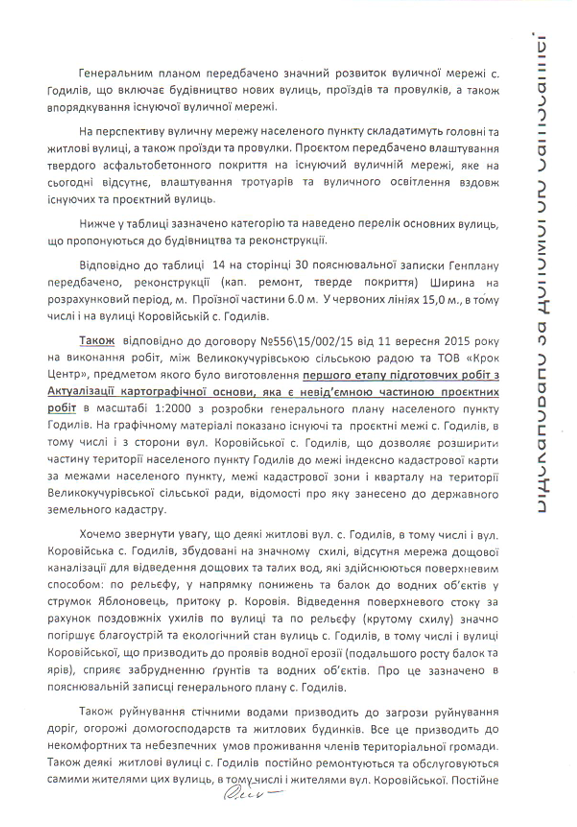 Генеральним планом передбачено значний розвиток вуличної мережі с.
Годилів, що включає будівництво нових вулиць, проїздів та провулків, а також
впорядкування існуючої вуличної мережі.
На перспективу вуличну мережу населеного пункту складатимуть головні та
житлові вулиці, а також проїзди та провулки. Проєктом передбачено влаштування
твердого асфальтобетонного покриття на існуючій вуличній мережі, яке на
сьогодні відсутнє, влаштування тротуарів та вуличного освітлення вздовж
існуючих та проєктний вулиць.
Нижче у таблиці зазначено категорію та наведено перелік основних вулиць,
що пропонуються до будівництва та реконструкції.
Відповідно до таблиці 14 на сторінці 30 пояснювальної записки Генплану
передбачено, реконструкції (кап. ремонт, тверде покриття) Ширина на
розрахунковий період, м. Проїзної частини 6.0 м. У червоних лініях 15,0 м., в тому
числі і на вулиці Коровійській с. Годилів.
Також відповідно до договору №556\15/002/15 від 11 вересня 2015 року
на виконання робіт, між Великокучурівською сільською радою та ТОВ «Крок
Центр», предметом якого було виготовлення першого етапу підготовчих робіт з
Актуалізації картографічної основи, яка є невід’ємною частиною проєктних
робіт в масштабі 1:2000 з розробки генерального плану населеного пункту
Годилів. На графічному матеріалі показано існуючі та проєктні межі с. Годилів, в
тому числі і з сторони вул. Коровійської с. Годилів, що дозволяє розширити
частину території населеного пункту Годилів до межі індексно кадастрової карти
за межами населеного пункту, межі кадастрової зони і кварталу на території
Великокучурівської сільської ради, відомості про яку занесено до державного
земельного кадастру.
Хочемо звернути увагу, що деякі житлові вул. с. Годилів, в тому числі і вул.
Коровійська с. Годилів, збудовані на значному схилі, відсутня мережа дощової
каналізації для відведення дощових та талих вод, які здійснюються поверхневим
способом: по рельєфу, у напрямку понижень та балок до водних об’єктів у
струмок Яблоновець, притоку р. Коровія. Відведення поверхневого стоку за
рахунок поздовжніх ухилів по вулиці та по рельєфу (крутому схилу) значно
погіршує благоустрій та екологічний стан вулиць с. Годилів, в тому числі і вулиці
Коровійської, що призводить до проявів водної ерозії (подальшого росту балок та
ярів), сприяє забрудненню ґрунтів та водних об’єктів. Про це зазначено в
пояснювальній записці генерального плану с. Годилів.
Також руйнування стічними водами призводить до загрози руйнування
доріг, огорожі домогосподарств та житлових будинків. Все це призводить до
некомфортних та небезпечних умов проживання членів територіальної громади.
Також деякі житлові вулиці с. Годилів постійно ремонтуються та обслуговуються
самими жителями цих вулиць, в тому числі і жителями вул. Коровійської. Постійне